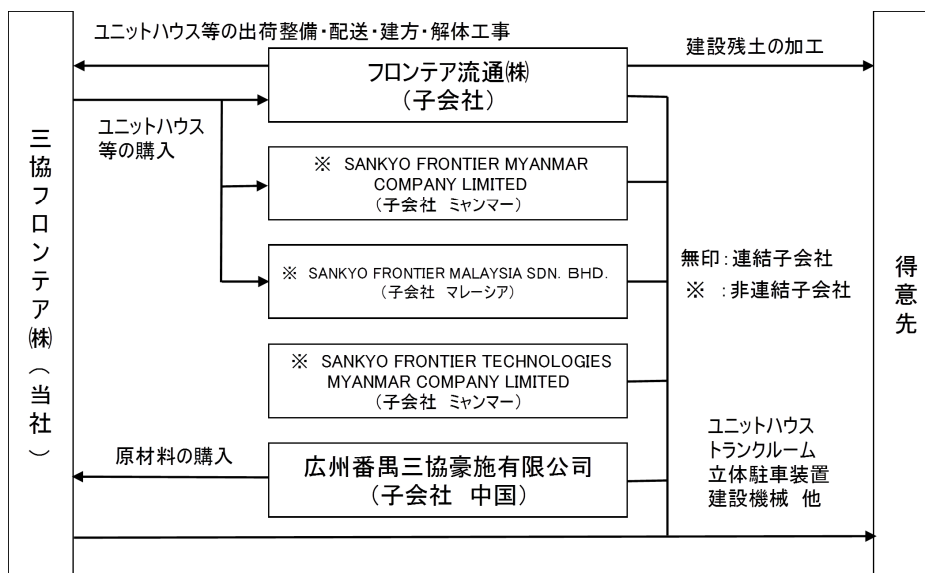 ユニットハウス等の出荷整備・配送・建方・解体工事
建設残土の加工
フロンテア流通㈱
（子会社）
ユニットハウス
等の購入
三協フロンテア㈱（当社）
※ SANKYO FRONTIER MYANMAR
COMPANY LIMITED
（子会社 ミャンマー）
※ SANKYO FRONTIER MALAYSIA SDN. BHD.
（子会社 マレーシア）
無印：連結子会社
※ ：非連結子会社
得意先
※ SANKYO FRONTIER TECHNOLOGIES
MYANMAR COMPANY LIMITED
（子会社 ミャンマー）
原材料の購入
広州番禺三協豪施有限公司
（子会社 中国）
ユニットハウス
トランクルーム
立体駐車装置
建設機械 他